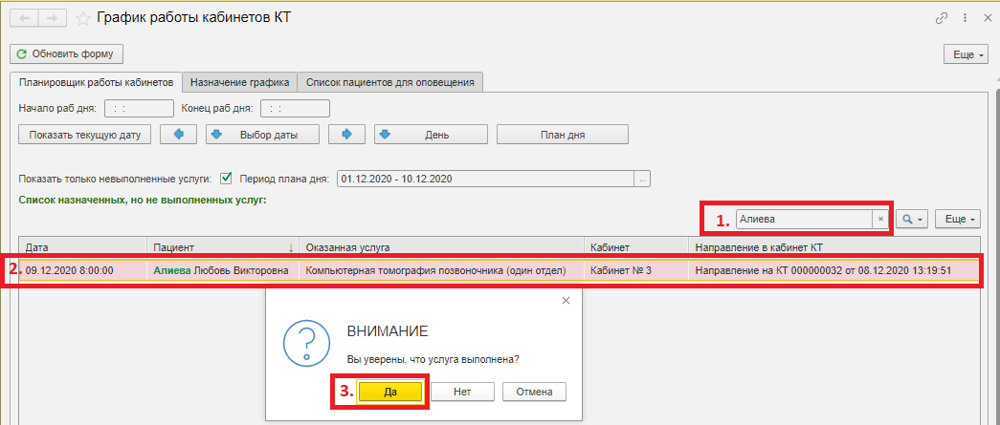 График работы кабинетов КТ
Обновить форму
Еще
Планировщик работы кабинетов Назначение графика Список пациентов для оповещения
Начало раб дня: : : Конец раб дня: : :
Показать текущую дату Выбор даты День План дня
Показать только невыполненные услуги: Период плана дня: 01.12.2020 - 10.12.2020 ...
Список назначенных, но не выполненных услуг:
1. Алиева × Еще
Дата Пациент ↓ Оказанная услуга Кабинет Направление в кабинет КТ
2. 09.12.2020 8:00:00 Алиева Любовь Викторовна Компьютерная томография позвоночника (один отдел) Кабинет № 3 Направление на КТ 000000032 от 08.12.2020 13:19:51
ВНИМАНИЕ
Вы уверены, что услуга выполнена?
3. Да Нет Отмена